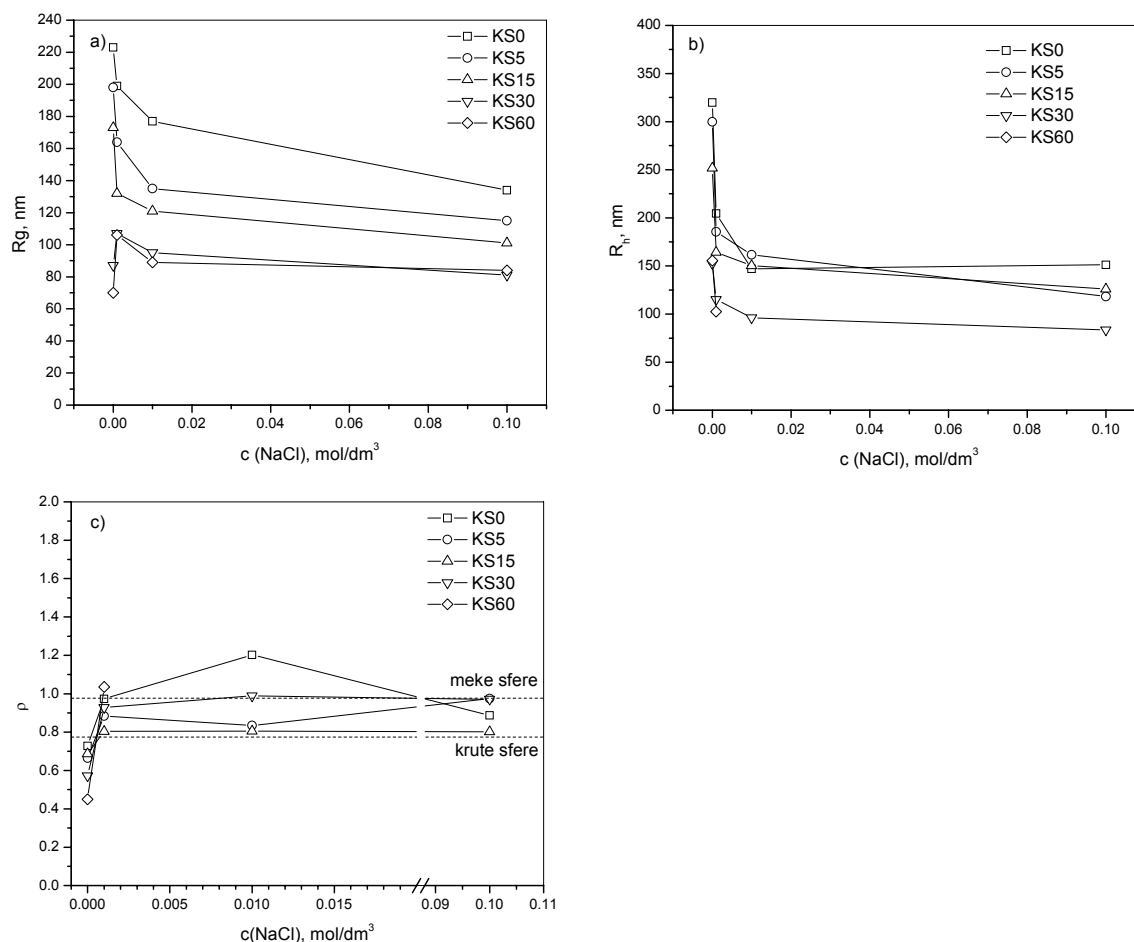 a)
KS0
KS5
KS15
KS30
KS60
240
220
200
180
160
140
120
100
80
60
40
20
0
Rg, nm
0.00 0.02 0.04 0.06 0.08 0.10
c (NaCl), mol/dm³
b)
KS0
KS5
KS15
KS30
KS60
400
350
300
250
200
150
100
50
0
Rₕ, nm
0.00 0.02 0.04 0.06 0.08 0.10
c (NaCl), mol/dm³
c)
KS0
KS5
KS15
KS30
KS60
2.0
1.8
1.6
1.4
1.2
1.0
0.8
0.6
0.4
0.2
0.0
ρ
meke sfere
krute sfere
0.000 0.005 0.010 0.015 0.09 0.10 0.11
c(NaCl), mol/dm³